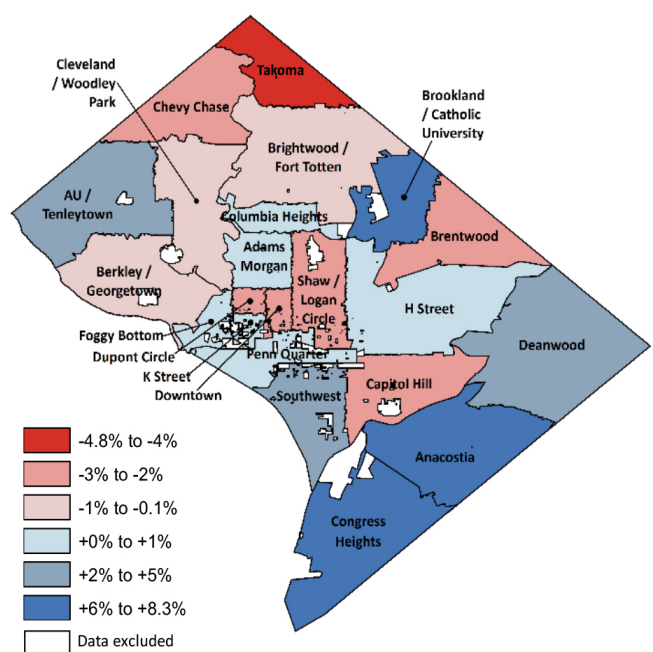 Takoma
Cleveland
/ Woodley
Park
Chevy Chase
Brookland
/ Catholic
University
Brightwood /
Fort Totten
AU /
Tenleytown
Columbia Heights
Brentwood
Adams
Morgan
Berkley /
Georgetown
Shaw /
Logan
Circle
H Street
Foggy Bottom
Dupont Circle
K Street
Downtown
Penn Quarter
Deanwood
Capitol Hill
Southwest
Anacostia
Congress
Heights
-4.8% to -4%
-3% to -2%
-1% to -0.1%
+0% to +1%
+2% to +5%
+6% to +8.3%
Data excluded